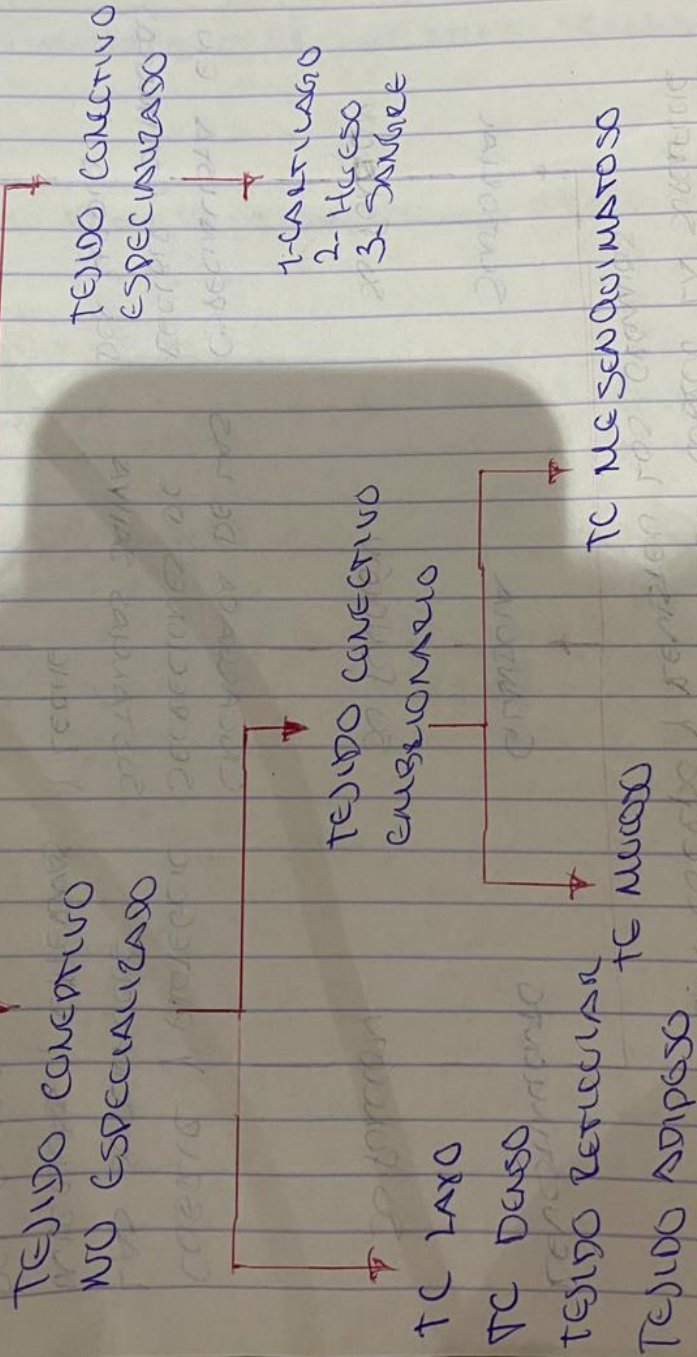 TEJIDO CONECTIVO
NO ESPECIALIZADO
TEJIDO CONECTIVO
ESPECIALIZADO
1-CARTILAGO
2- HUESO
3- SANGRE
TEJIDO CONECTIVO
EMBRIONARIO
TC LAXO
TC DENSO
TEJIDO RETICULAR
TEJIDO ADIPOSO
TC MUCOSO
TC MESENQUIMATOSO